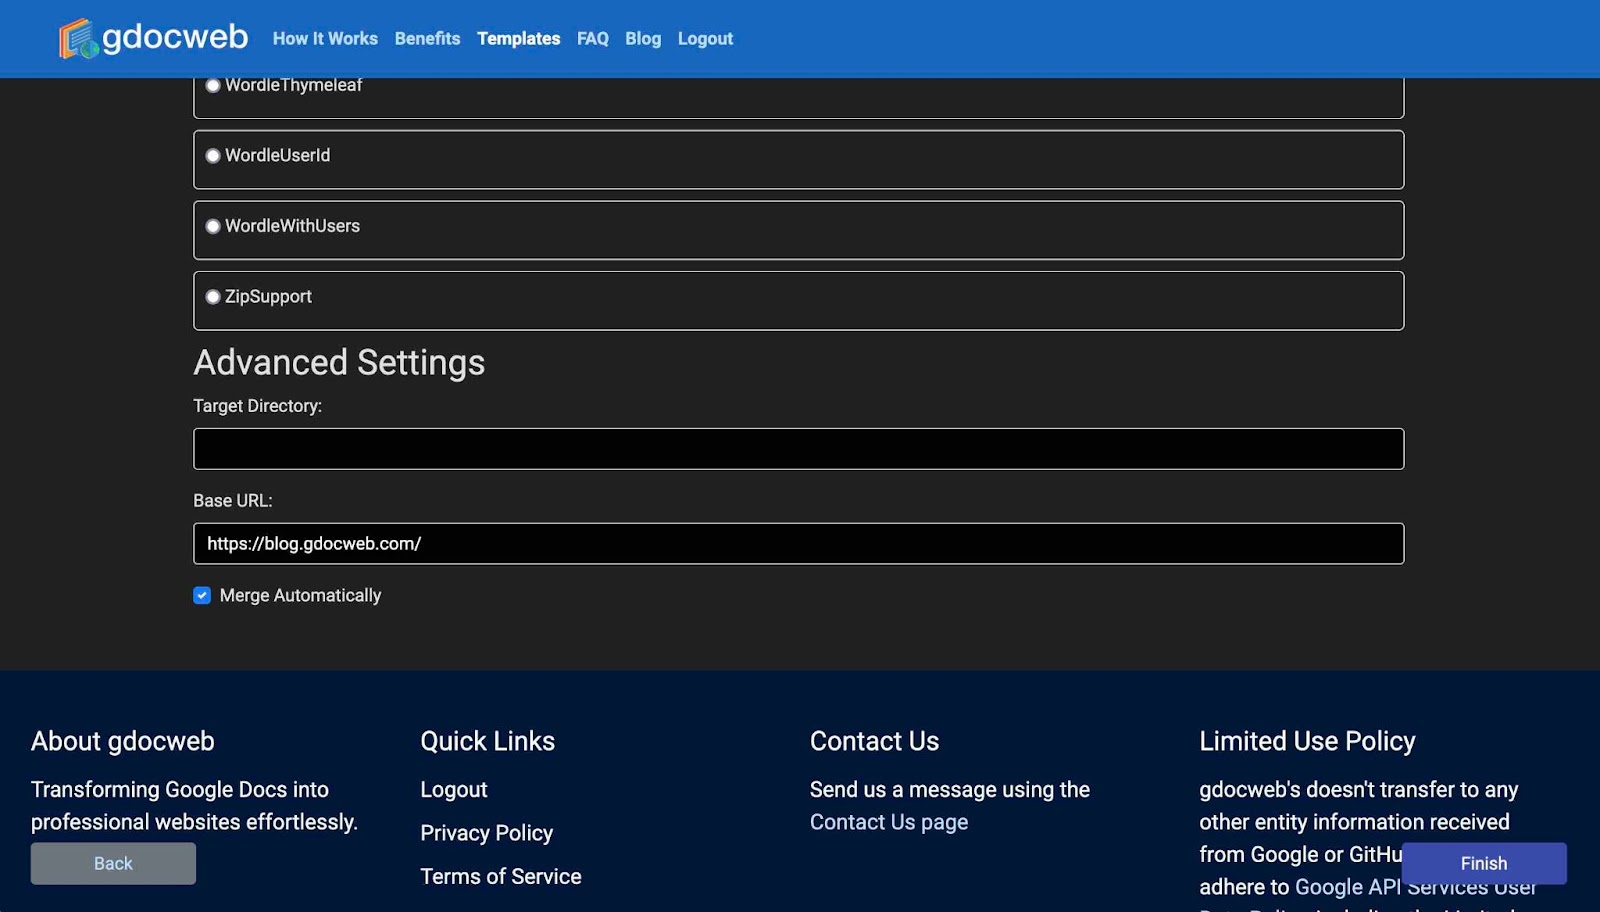 gdocweb How It Works Benefits Templates FAQ Blog Logout
WordleThymeleaf
WordleUserId
WordleWithUsers
ZipSupport
Advanced Settings
Target Directory:
Base URL:
https://blog.gdocweb.com/
Merge Automatically
About gdocweb
Transforming Google Docs into
professional websites effortlessly.
Back
Quick Links
Logout
Privacy Policy
Terms of Service
Contact Us
Send us a message using the
Contact Us page
Limited Use Policy
gdocweb's doesn't transfer to any
other entity information received
from Google or GitHu
adhere to Google API Services User
Finish